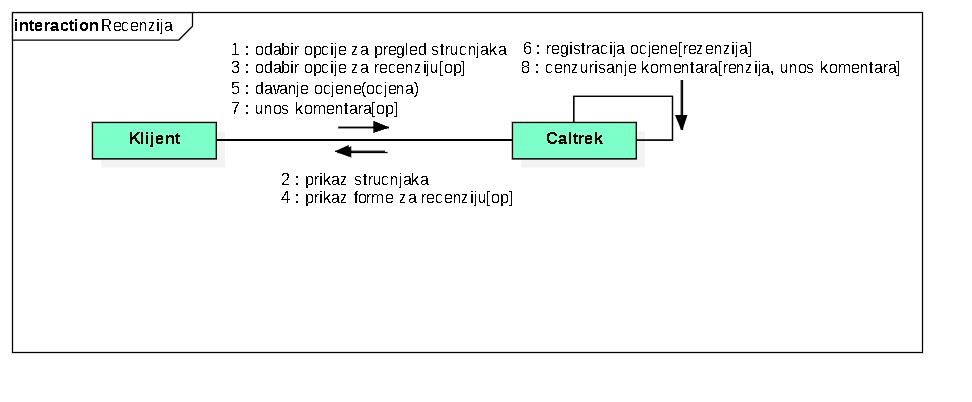 interaction Recenzija
1 : odabir opcije za pregled strucnjaka
3 : odabir opcije za recenziju[op]
5 : davanje ocjene(ocjena)
7 : unos komentara[op]
6 : registracija ocjene[rezenzija]
8 : cenzurisanje komentara[renzija, unos komentara]
Klijent
Caltrek
2 : prikaz strucnjaka
4 : prikaz forme za recenziju[op]